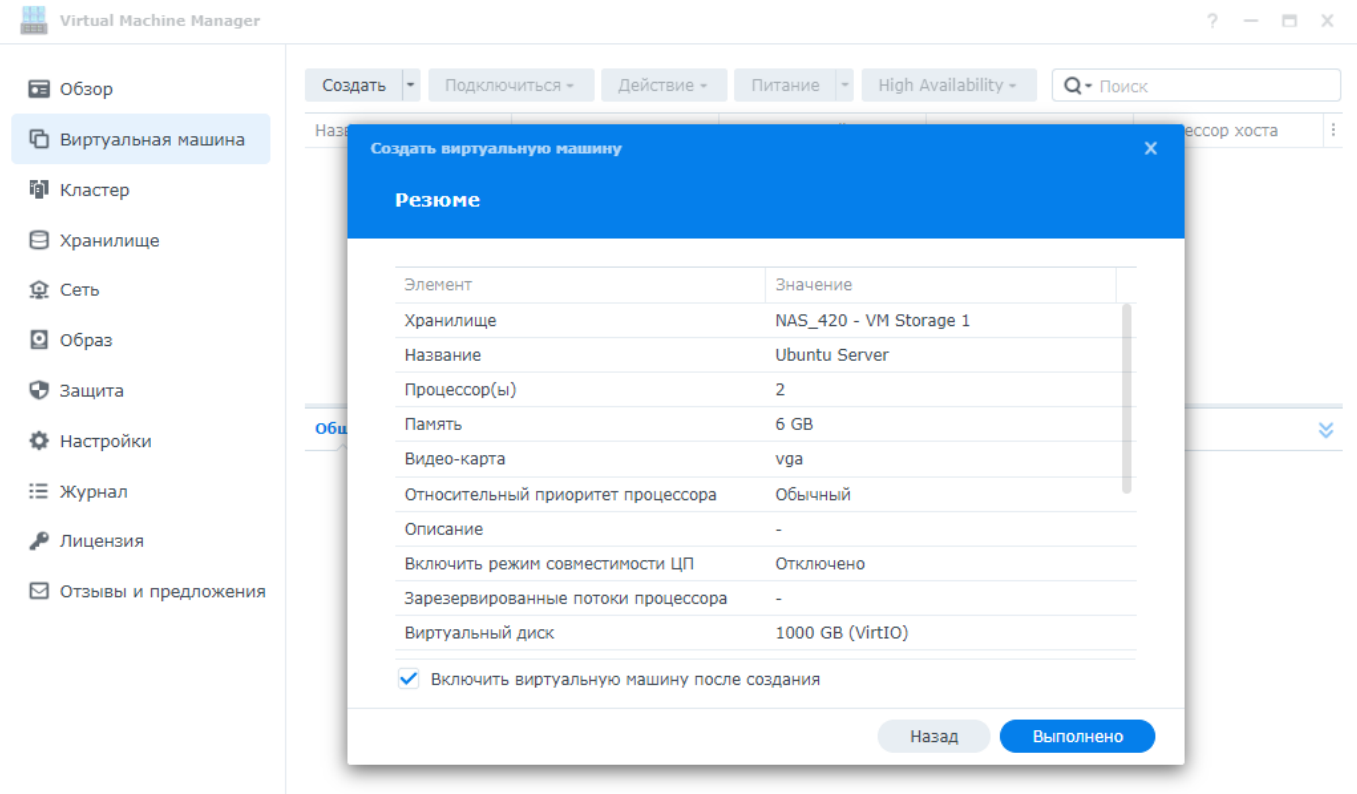 Virtual Machine Manager
Обзор
Виртуальная машина
Кластер
Хранилище
Сеть
Образ
Защита
Настройки
Журнал
Лицензия
Отзывы и предложения
Создать Подключиться Действие Питание High Availability Поиск
хоста
Создать виртуальную машину
Резюме
Элемент Значение
Хранилище NAS_420 - VM Storage 1
Название Ubuntu Server
Процессор(ы) 2
Память 6 GB
Видео-карта vga
Относительный приоритет процессора Обычный
Описание -
Включить режим совместимости ЦП Отключено
Зарезервированные потоки процессора -
Виртуальный диск 1000 GB (VirtIO)
Включить виртуальную машину после создания
Назад Выполнено